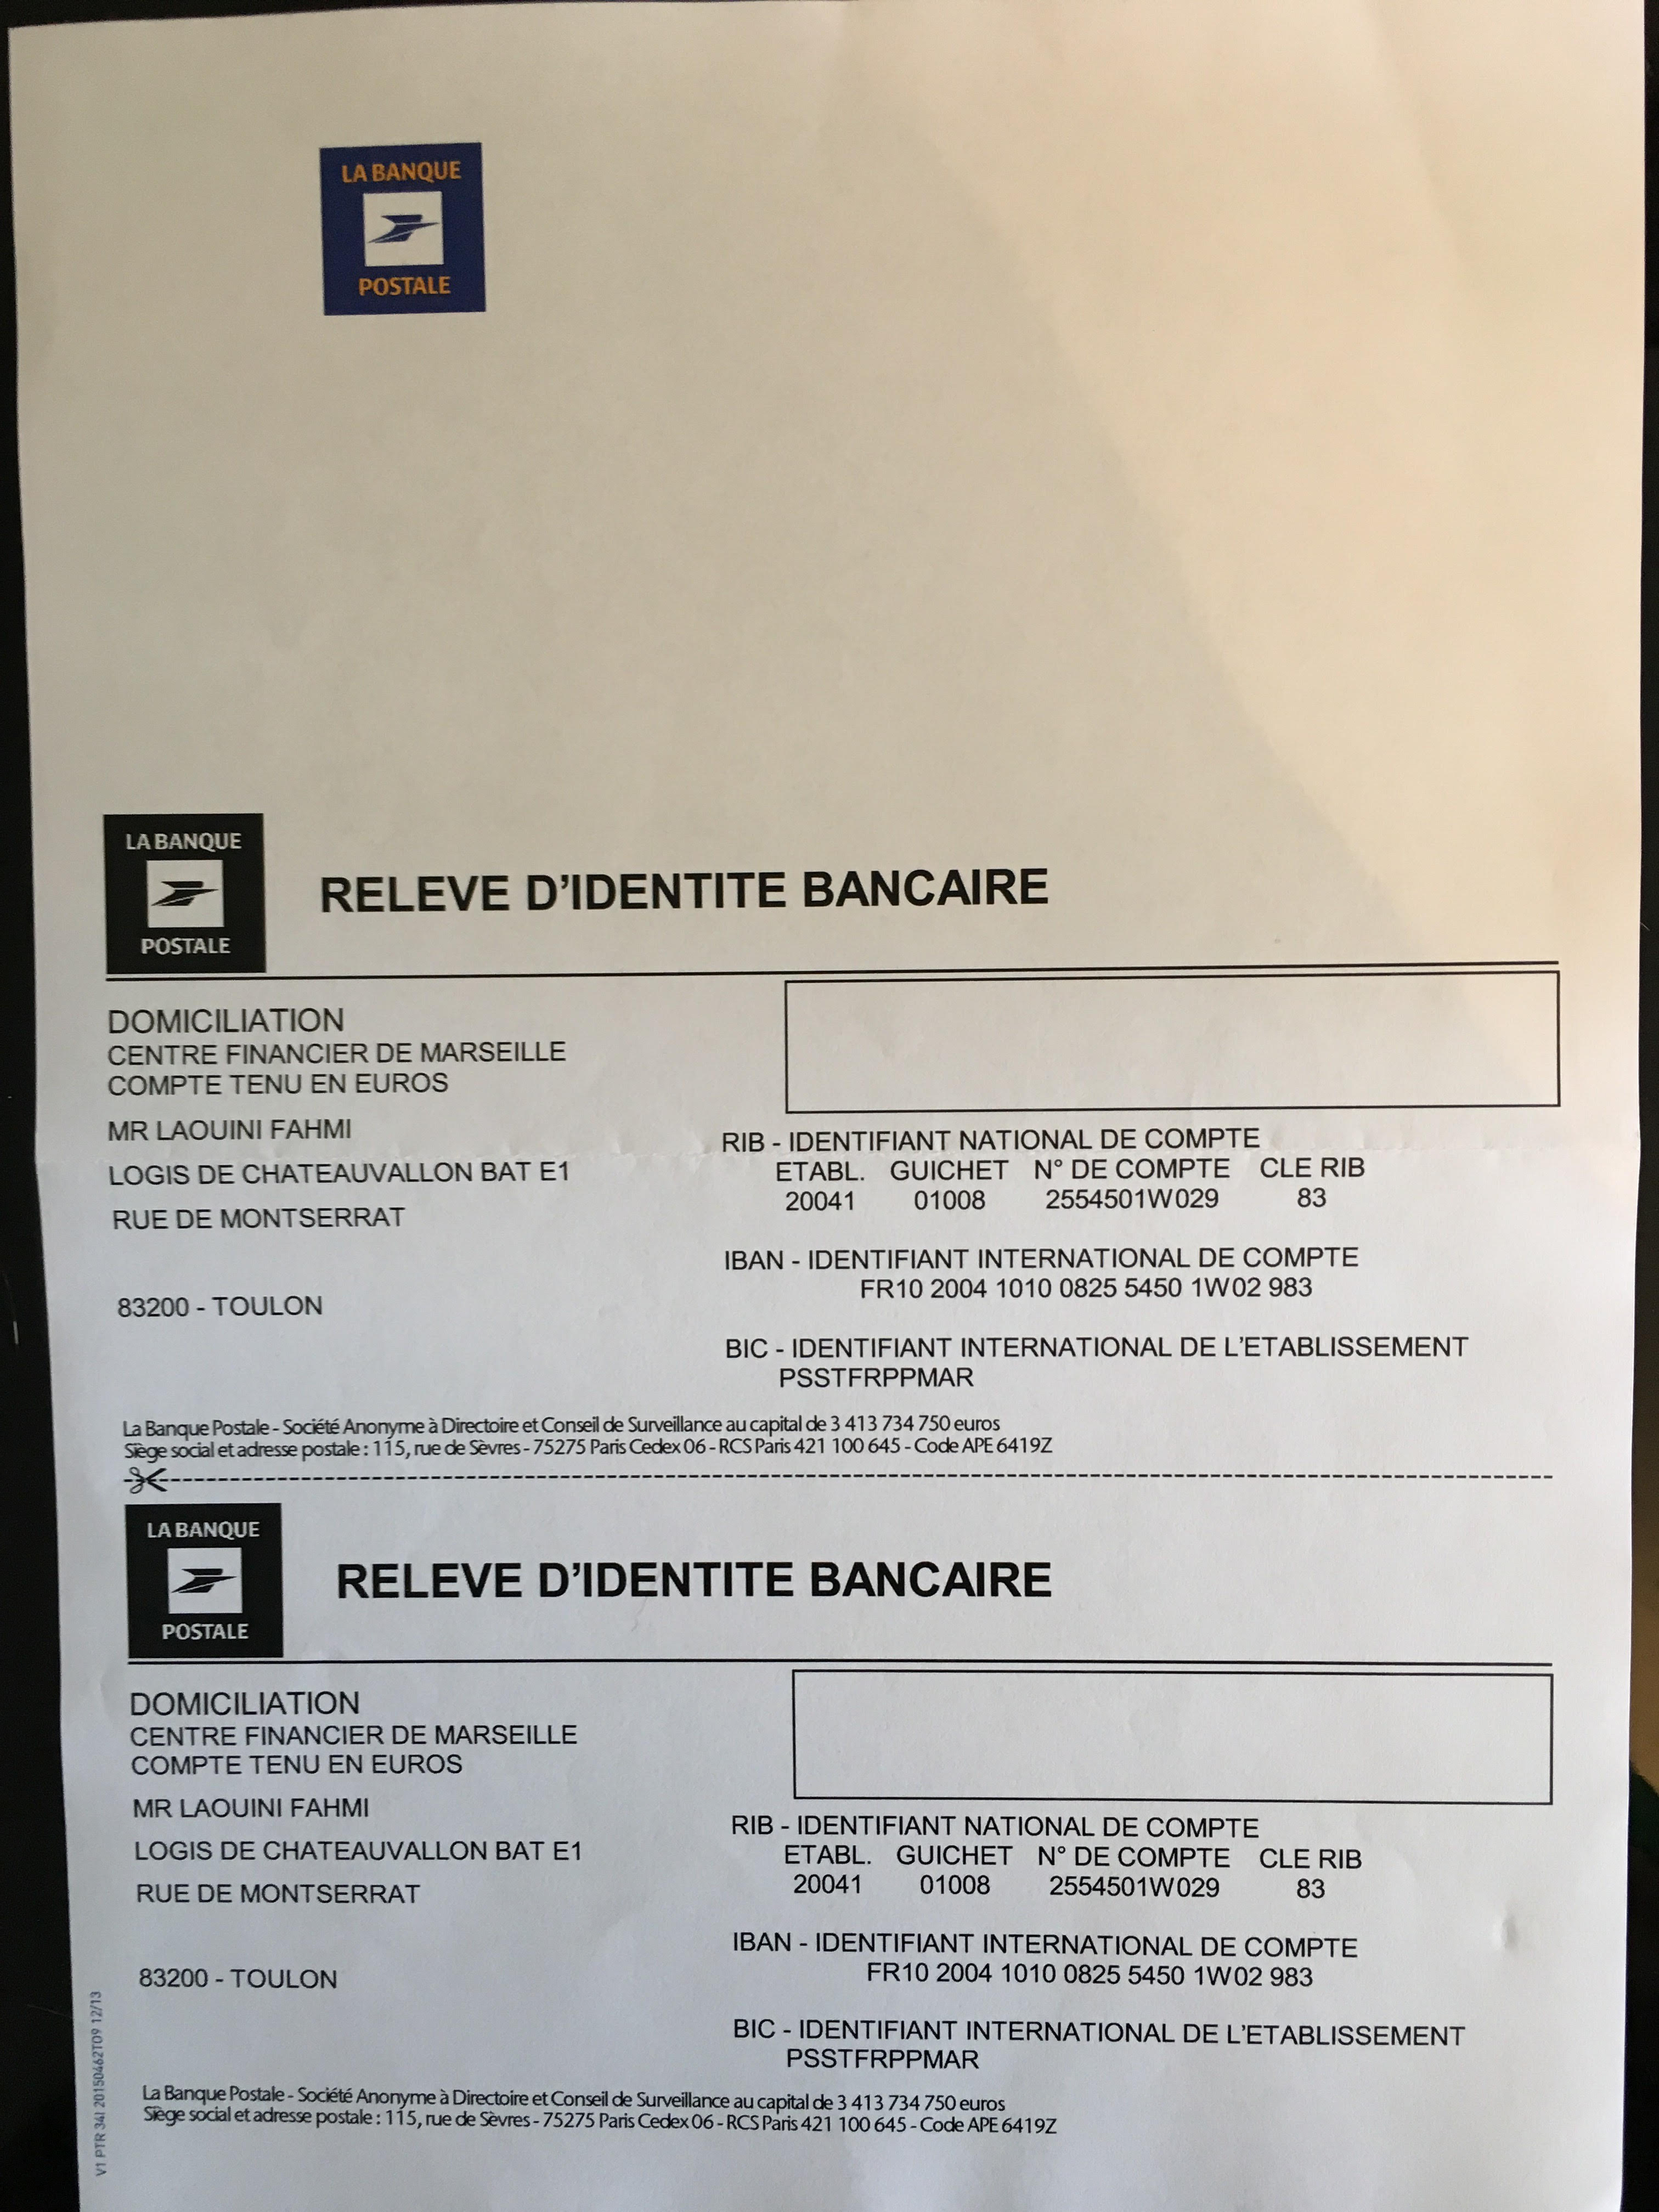 LA BANQUE
POSTALE
LA BANQUE
POSTALE
RELEVE D'IDENTITE BANCAIRE
DOMICILIATION
CENTRE FINANCIER DE MARSEILLE
COMPTE TENU EN EUROS
MR LAOUINI FAHMI
LOGIS DE CHATEAUVALLON BAT E1
RUE DE MONTSERRAT
83200 - TOULON
RIB - IDENTIFIANT NATIONAL DE COMPTE
ETABL. GUICHET N° DE COMPTE CLE RIB
20041 01008 2554501W029 83
IBAN - IDENTIFIANT INTERNATIONAL DE COMPTE
FR10 2004 1010 0825 5450 1W02 983
BIC - IDENTIFIANT INTERNATIONAL DE L'ETABLISSEMENT
PSSTFRPPMAR
La Banque Postale - Société Anonyme à Directoire et Conseil de Surveillance au capital de 3 413 734 750 euros
Siège social et adresse postale : 115, rue de Sèvres - 75275 Paris Cedex 06 - RCS Paris 421 100 645 - Code APE 6419Z
LA BANQUE
POSTALE
RELEVE D'IDENTITE BANCAIRE
DOMICILIATION
CENTRE FINANCIER DE MARSEILLE
COMPTE TENU EN EUROS
MR LAOUINI FAHMI
LOGIS DE CHATEAUVALLON BAT E1
RUE DE MONTSERRAT
83200 - TOULON
RIB - IDENTIFIANT NATIONAL DE COMPTE
ETABL. GUICHET N° DE COMPTE CLE RIB
20041 01008 2554501W029 83
IBAN - IDENTIFIANT INTERNATIONAL DE COMPTE
FR10 2004 1010 0825 5450 1W02 983
BIC - IDENTIFIANT INTERNATIONAL DE L'ETABLISSEMENT
PSSTFRPPMAR
La Banque Postale - Société Anonyme à Directoire et Conseil de Surveillance au capital de 3 413 734 750 euros
Siège social et adresse postale : 115, rue de Sèvres - 75275 Paris Cedex 06 - RCS Paris 421 100 645 - Code APE 6419Z
V1 PTR 34I 20150462T09 12/13